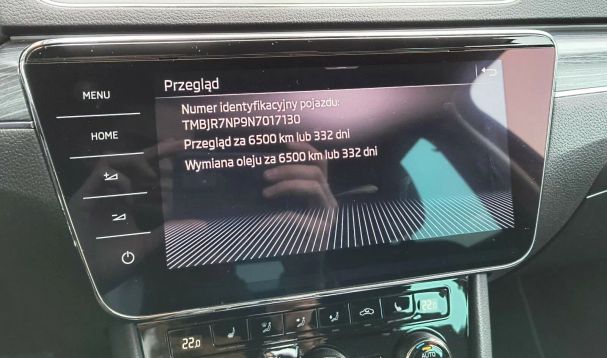 Przegląd
MENU
Numer identyfikacyjny pojazdu:
TMBJR7NP9N7017130
HOME
Przegląd za 6500 km lub 332 dni
Wymiana oleju za 6500 km lub 332 dni
22.0
22.0
AUTO